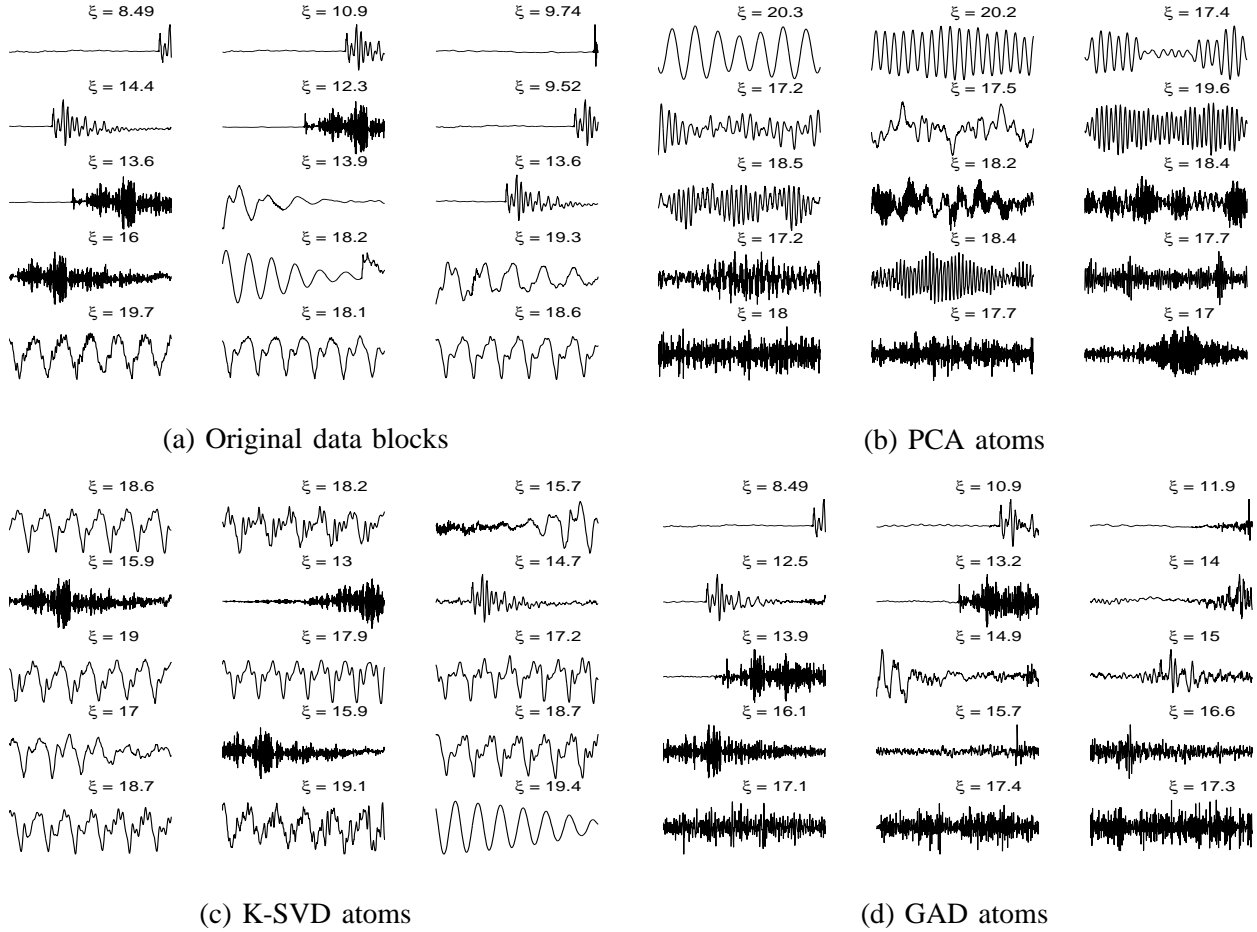 ξ = 8.49 ξ = 10.9 ξ = 9.74
ξ = 14.4 ξ = 12.3 ξ = 9.52
ξ = 13.6 ξ = 13.9 ξ = 13.6
ξ = 16 ξ = 18.2 ξ = 19.3
ξ = 19.7 ξ = 18.1 ξ = 18.6
(a) Original data blocks
ξ = 20.3 ξ = 20.2 ξ = 17.4
ξ = 17.2 ξ = 17.5 ξ = 19.6
ξ = 18.5 ξ = 18.2 ξ = 18.4
ξ = 17.2 ξ = 18.4 ξ = 17.7
ξ = 18 ξ = 17.7 ξ = 17
(b) PCA atoms
ξ = 18.6 ξ = 18.2 ξ = 15.7
ξ = 15.9 ξ = 13 ξ = 14.7
ξ = 19 ξ = 17.9 ξ = 17.2
ξ = 17 ξ = 15.9 ξ = 18.7
ξ = 18.7 ξ = 19.1 ξ = 19.4
(c) K-SVD atoms
ξ = 8.49 ξ = 10.9 ξ = 11.9
ξ = 12.5 ξ = 13.2 ξ = 14
ξ = 13.9 ξ = 14.9 ξ = 15
ξ = 16.1 ξ = 15.7 ξ = 16.6
ξ = 17.1 ξ = 17.4 ξ = 17.3
(d) GAD atoms